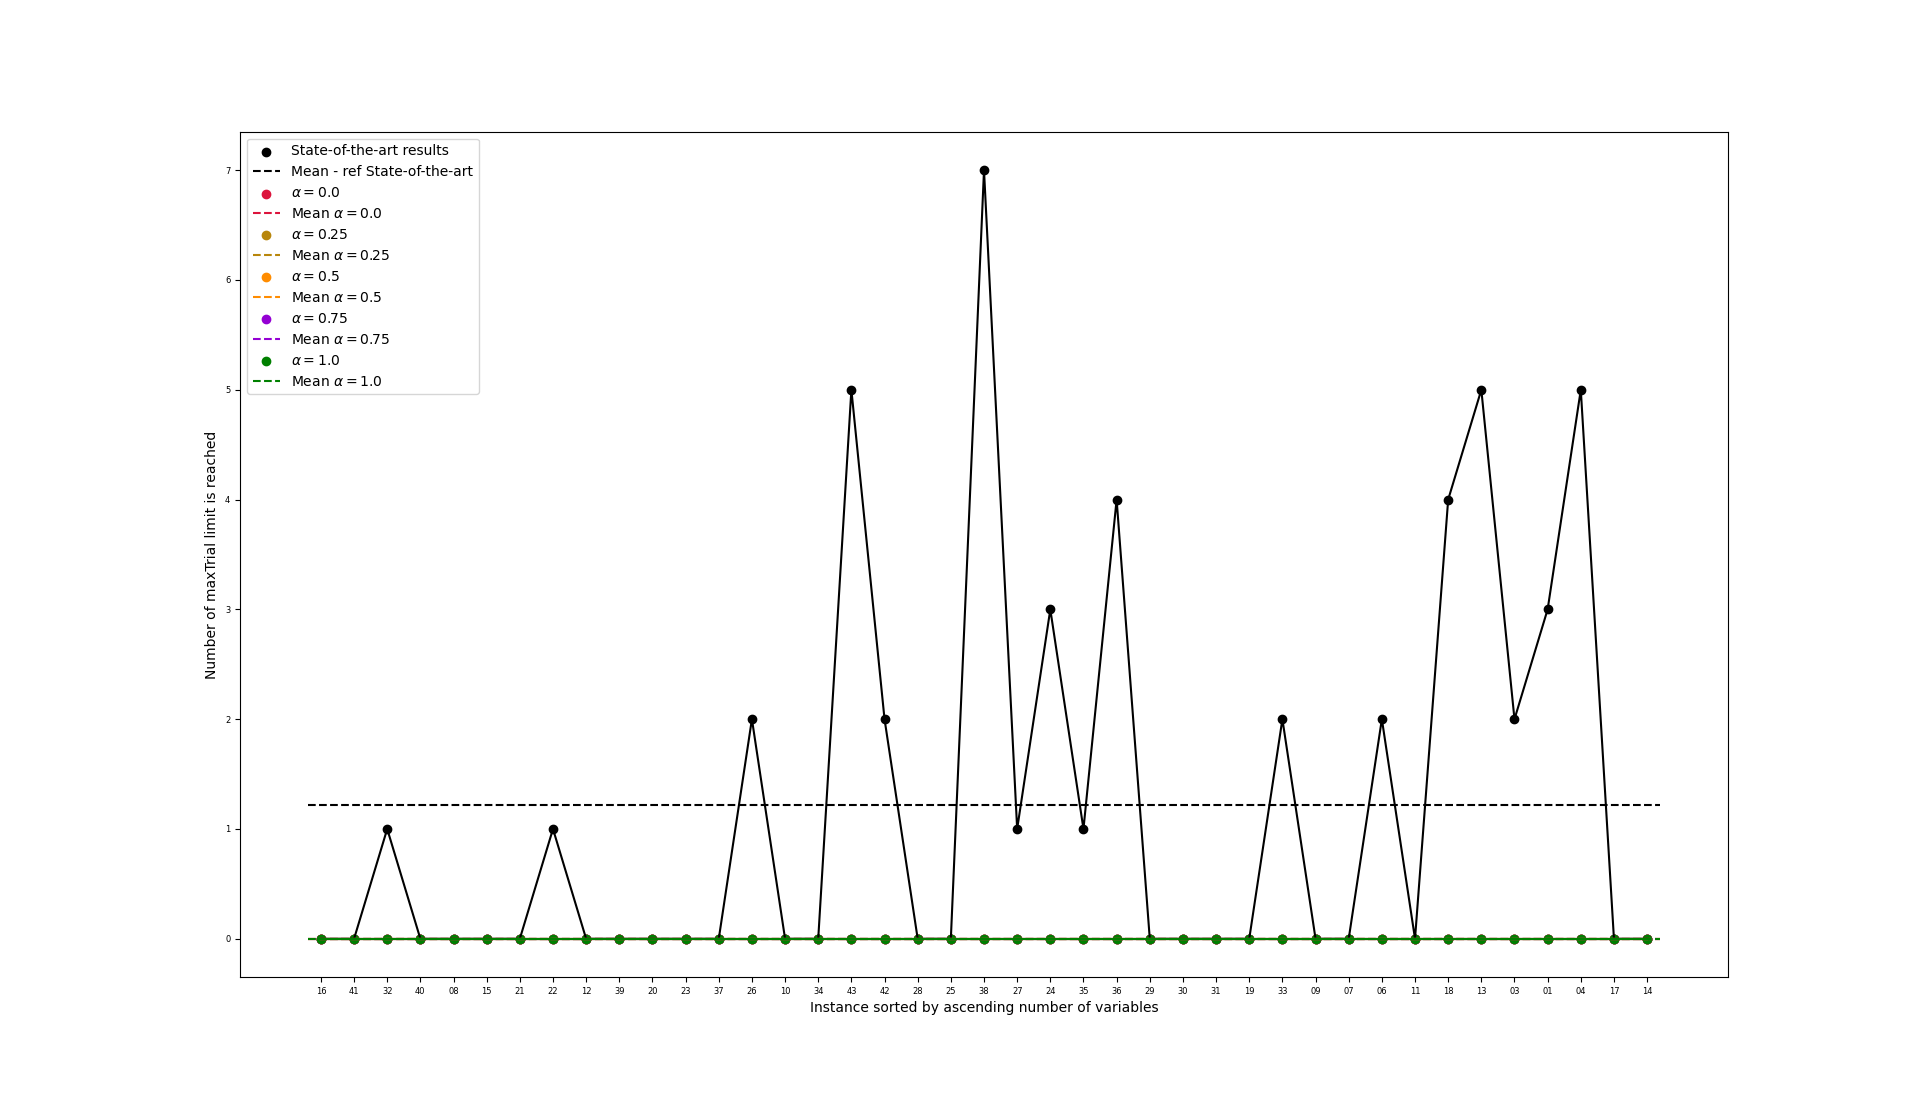 State-of-the-art results
Mean - ref State-of-the-art
α = 0.0
Mean α = 0.0
α = 0.25
Mean α = 0.25
α = 0.5
Mean α = 0.5
α = 0.75
Mean α = 0.75
α = 1.0
Mean α = 1.0
7
6
5
4
3
2
1
0
Number of maxTrial limit is reached
16 41 32 40 08 15 21 22 12 39 20 23 37 26 10 34 43 42 28 25 38 27 24 35 36 29 30 31 19 33 09 07 06 11 18 13 03 01 04 17 14
Instance sorted by ascending number of variables